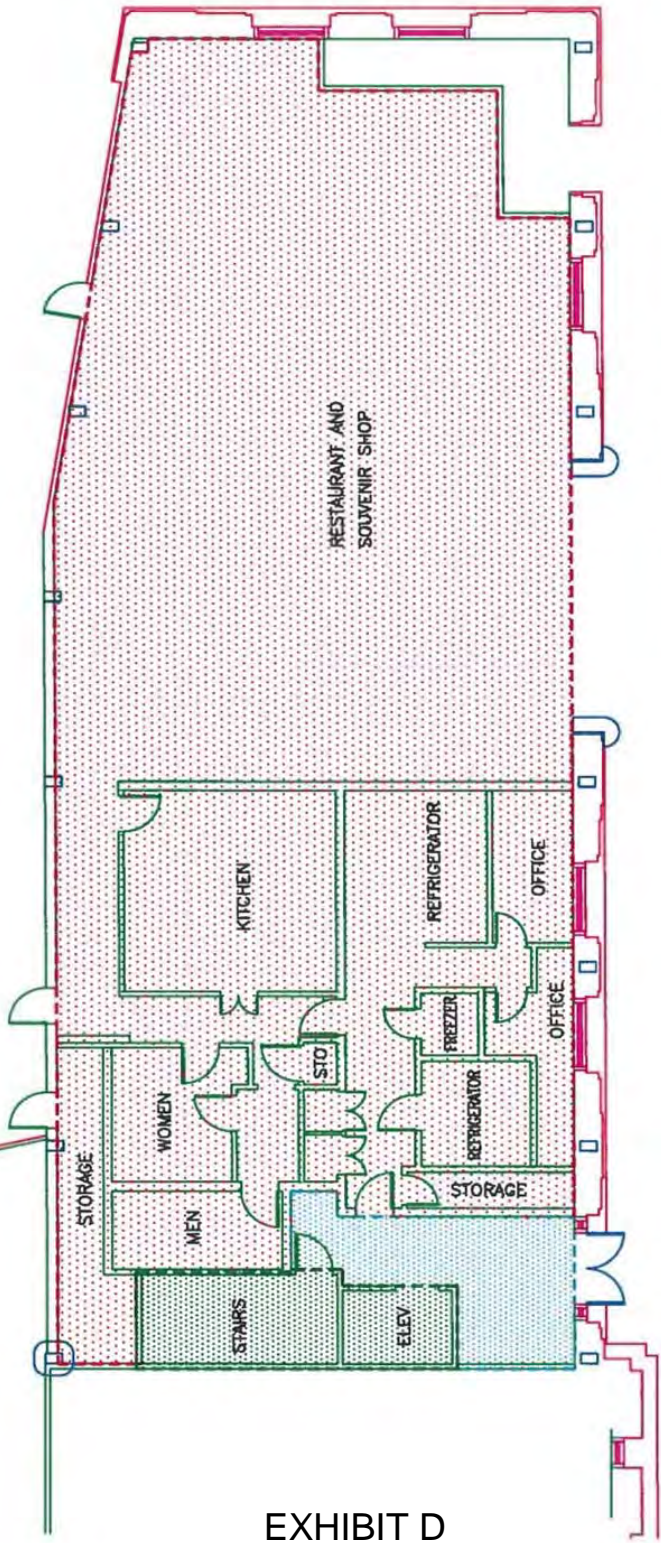 RESTAURANT AND
SOUVENIR SHOP
KITCHEN
REFRIGERATOR
OFFICE
FREEZER
OFFICE
STO
REFRIGERATOR
WOMEN
STORAGE
STORAGE
MEN
STAIRS
ELEV
EXHIBIT D